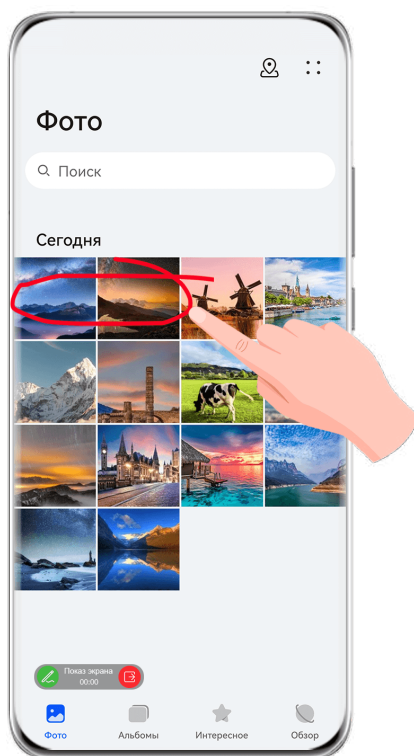 Фото
Поиск
Сегодня
Показ экрана
00:00
Фото
Альбомы
Интересное
Обзор